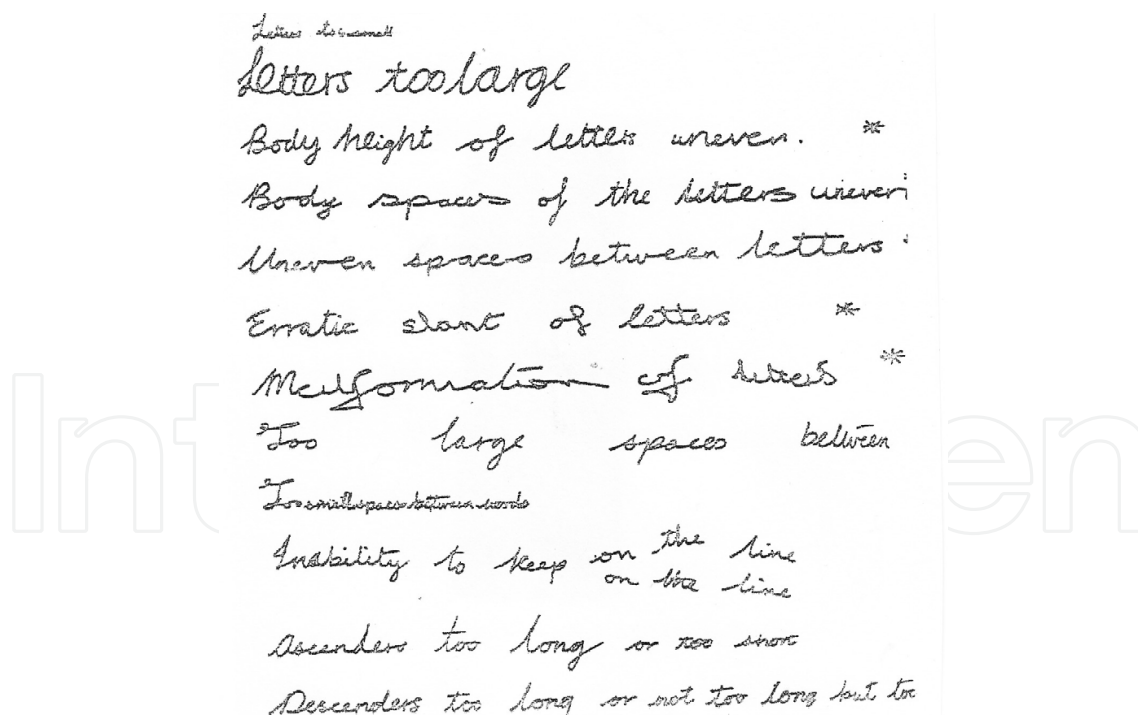 Letters too small
Letters too large
Body height of letters uneven. *
Body spaces of the letters uneven
Uneven spaces between letters.
Erratic slant of letters *
Malformation of letters *
Too large spaces between
Too small spaces between words
Inability to keep on the line
on the line
Ascenders too long or too short
Descenders too long or not too long but too